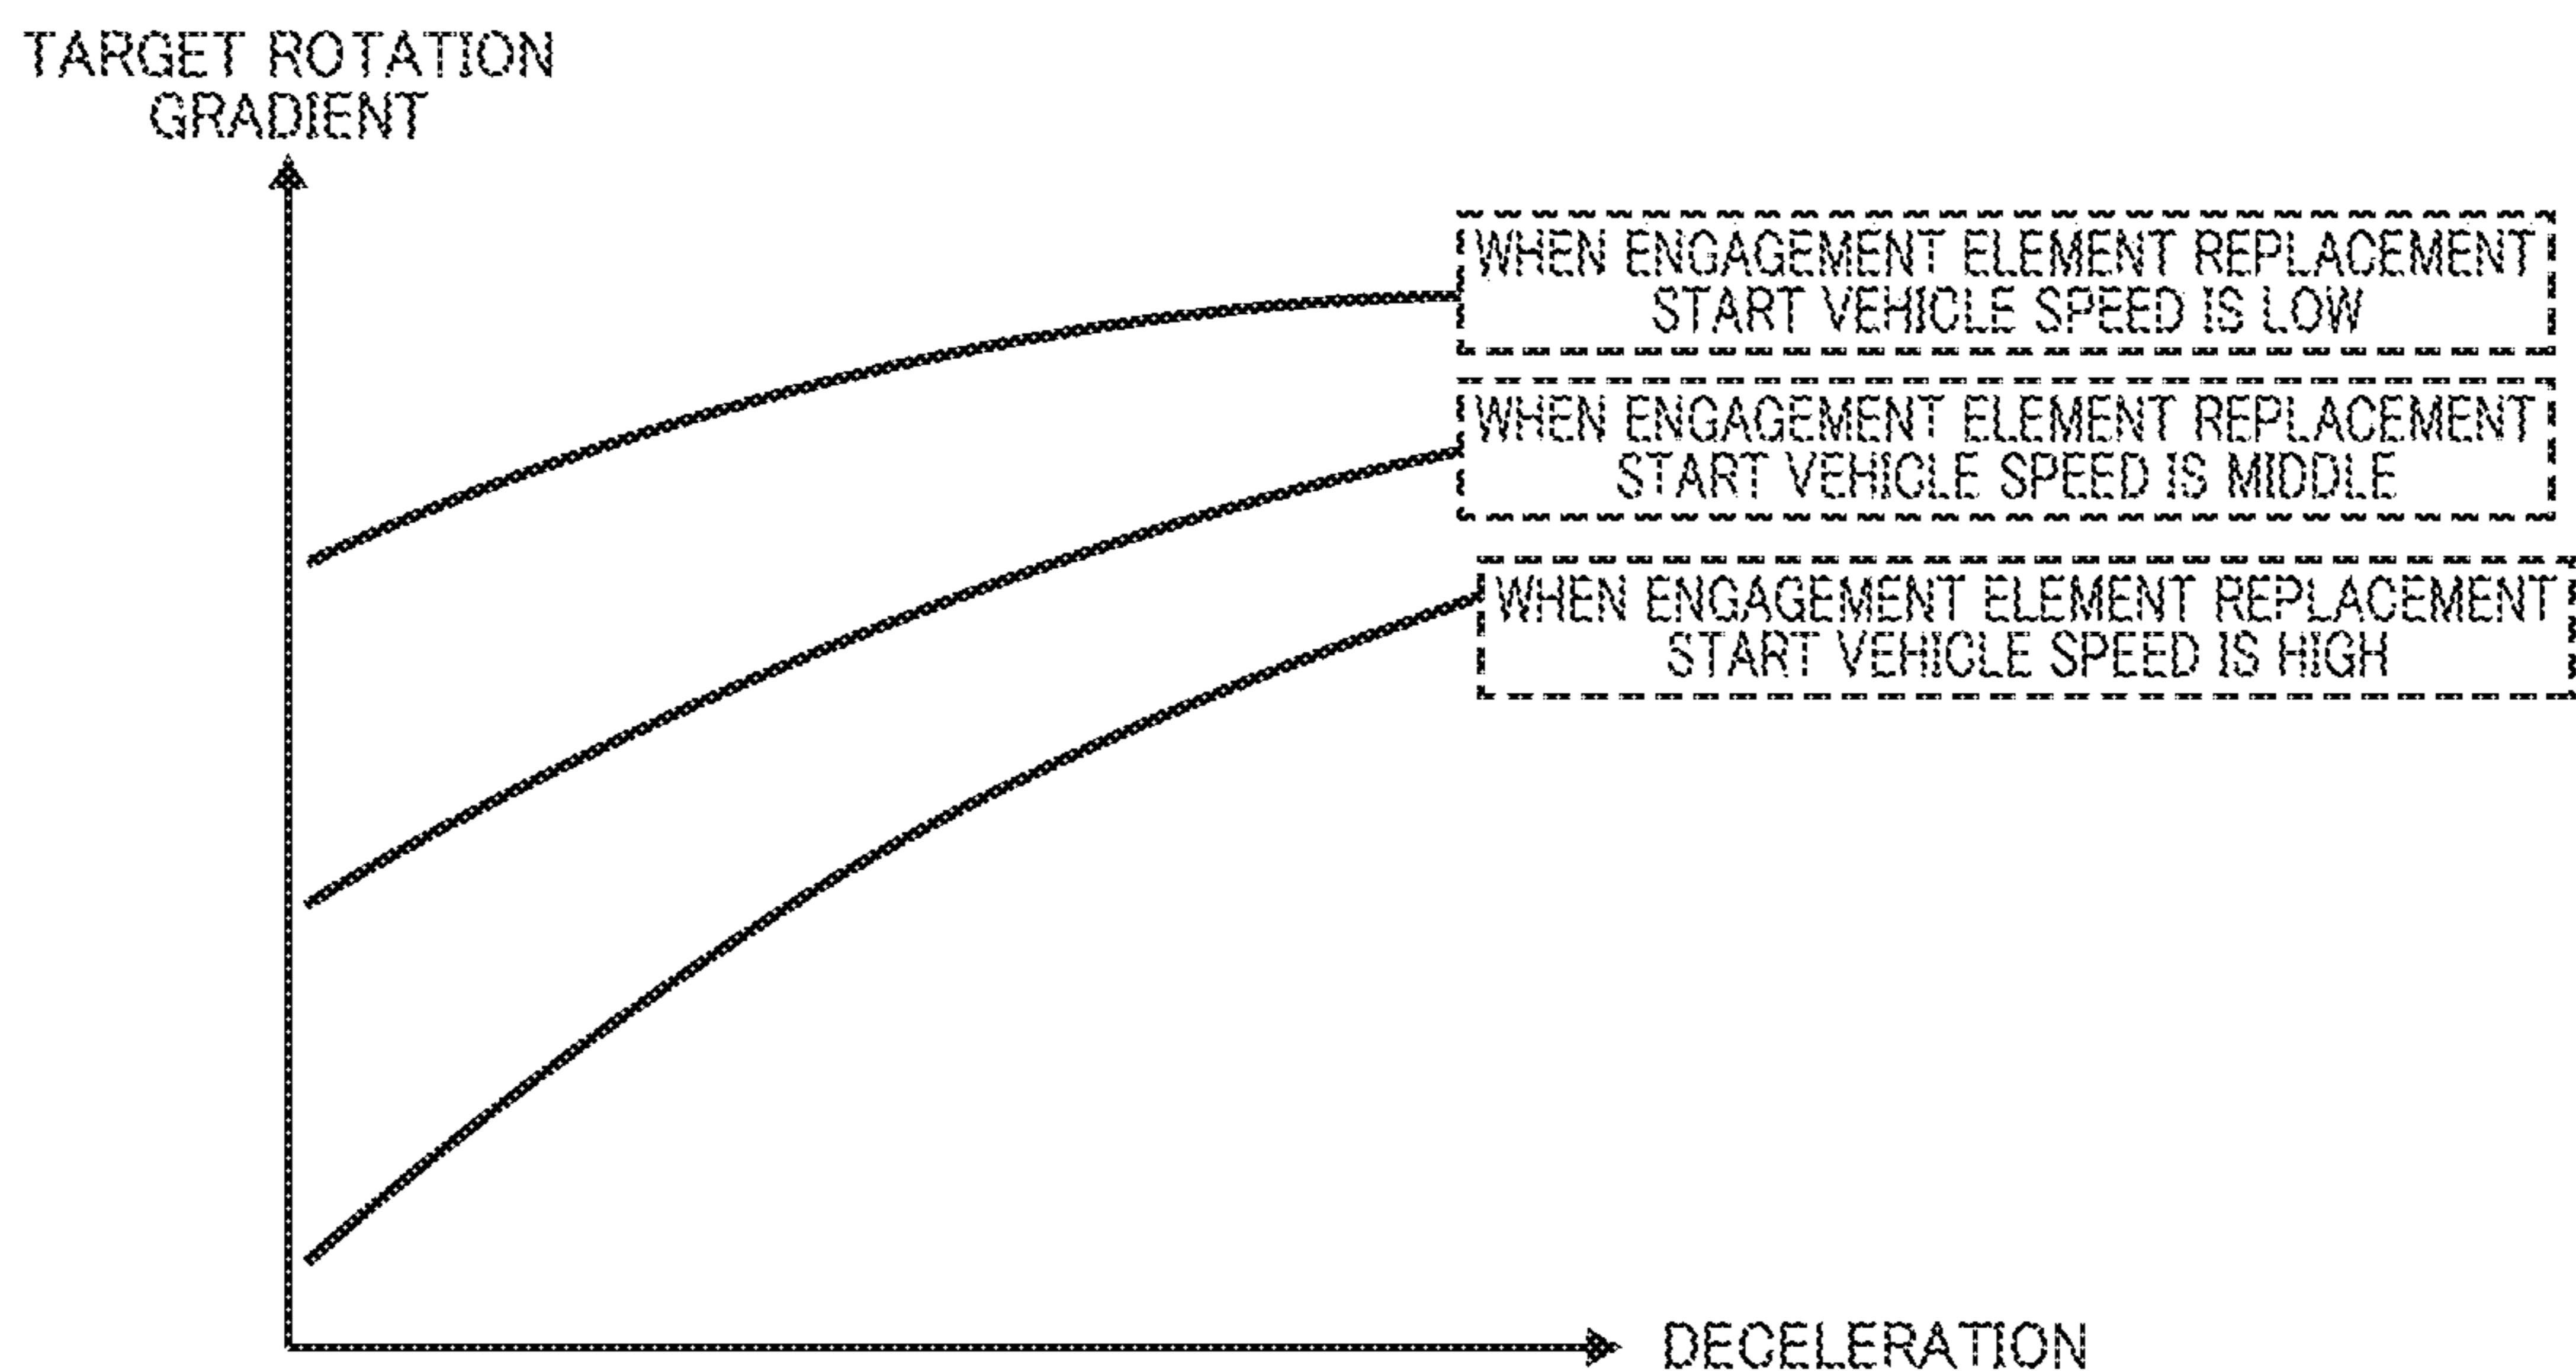 TARGET ROTATION
GRADIENT
WHEN ENGAGEMENT ELEMENT REPLACEMENT
START VEHICLE SPEED IS LOW
WHEN ENGAGEMENT ELEMENT REPLACEMENT
START VEHICLE SPEED IS MIDDLE
WHEN ENGAGEMENT ELEMENT REPLACEMENT
START VEHICLE SPEED IS HIGH
DECELERATION